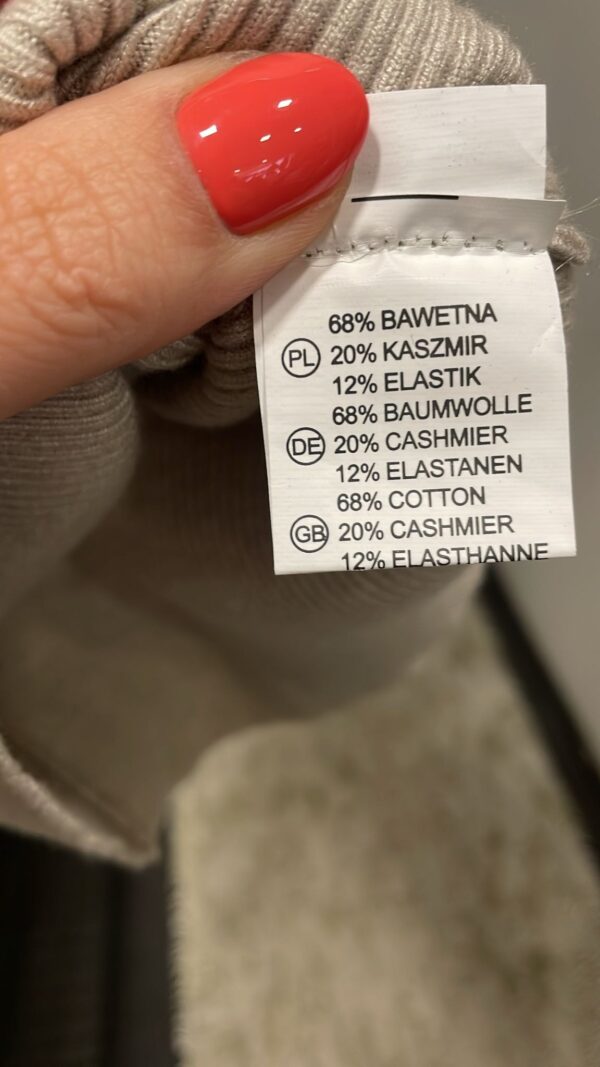 68% BAWEŁNA
PL 20% KASZMIR
12% ELASTIK
68% BAUMWOLLE
DE 20% CASHMIER
12% ELASTANEN
68% COTTON
GB 20% CASHMIER
12% ELASTHANNE